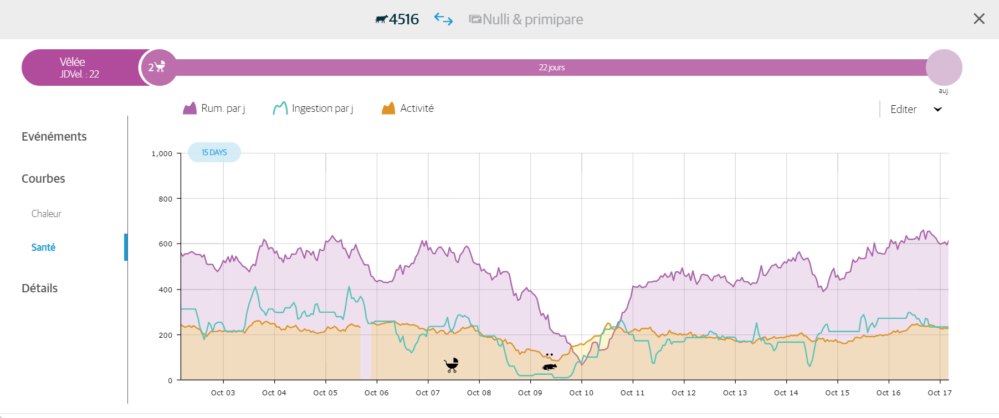 4516 Nulli & primipare
Vêlée
JDVel. : 22
2
22 jours
auj.
Rum. par j Ingestion par j Activité
Editer
Evénéments
Courbes
Chaleur
Santé
Détails
15 DAYS
1,000
800
600
400
200
0
Oct 03 Oct 04 Oct 05 Oct 06 Oct 07 Oct 08 Oct 09 Oct 10 Oct 11 Oct 12 Oct 13 Oct 14 Oct 15 Oct 16 Oct 17